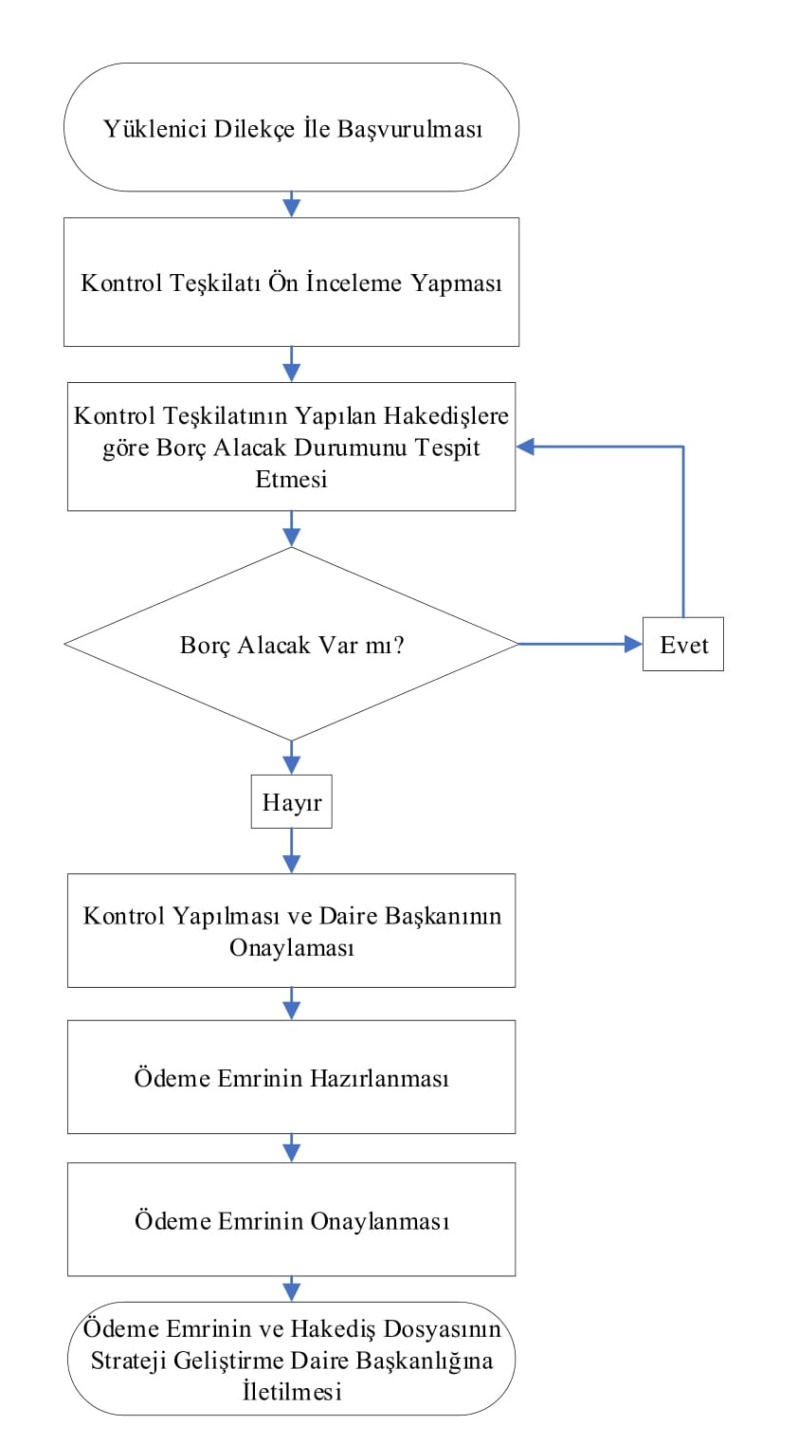 Yüklenici Dilekçe İle Başvurulması
Kontrol Teşkilatı Ön İnceleme Yapması
Kontrol Teşkilatının Yapılan Hakedişlere
göre Borç Alacak Durumunu Tespit
Etmesi
Borç Alacak Var mı?
Evet
Hayır
Kontrol Yapılması ve Daire Başkanının
Onaylaması
Ödeme Emrinin Hazırlanması
Ödeme Emrinin Onaylanması
Ödeme Emrinin ve Hakediş Dosyasının
Strateji Geliştirme Daire Başkanlığına
İletilmesi